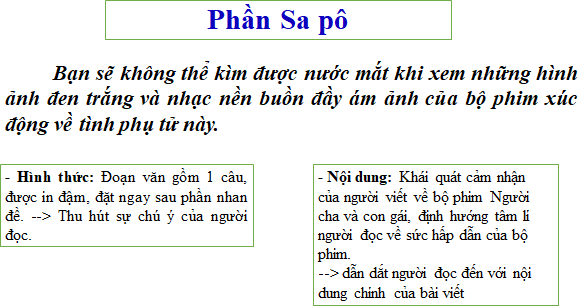 Phần Sa pô
Bạn sẽ không thể kìm được nước mắt khi xem những hình
ảnh đen trắng và nhạc nền buồn đầy ám ảnh của bộ phim xúc
động về tình phụ tử này.
- Hình thức: Đoạn văn gồm 1 câu,
được in đậm, đặt ngay sau phần nhan
đề. --> Thu hút sự chú ý của người
đọc.
- Nội dung: Khái quát cảm nhận
của người viết về bộ phim Người
cha và con gái, định hướng tâm lí
người đọc về sức hấp dẫn của bộ
phim.
--> dẫn dắt người đọc đến với nội
dung chính của bài viết